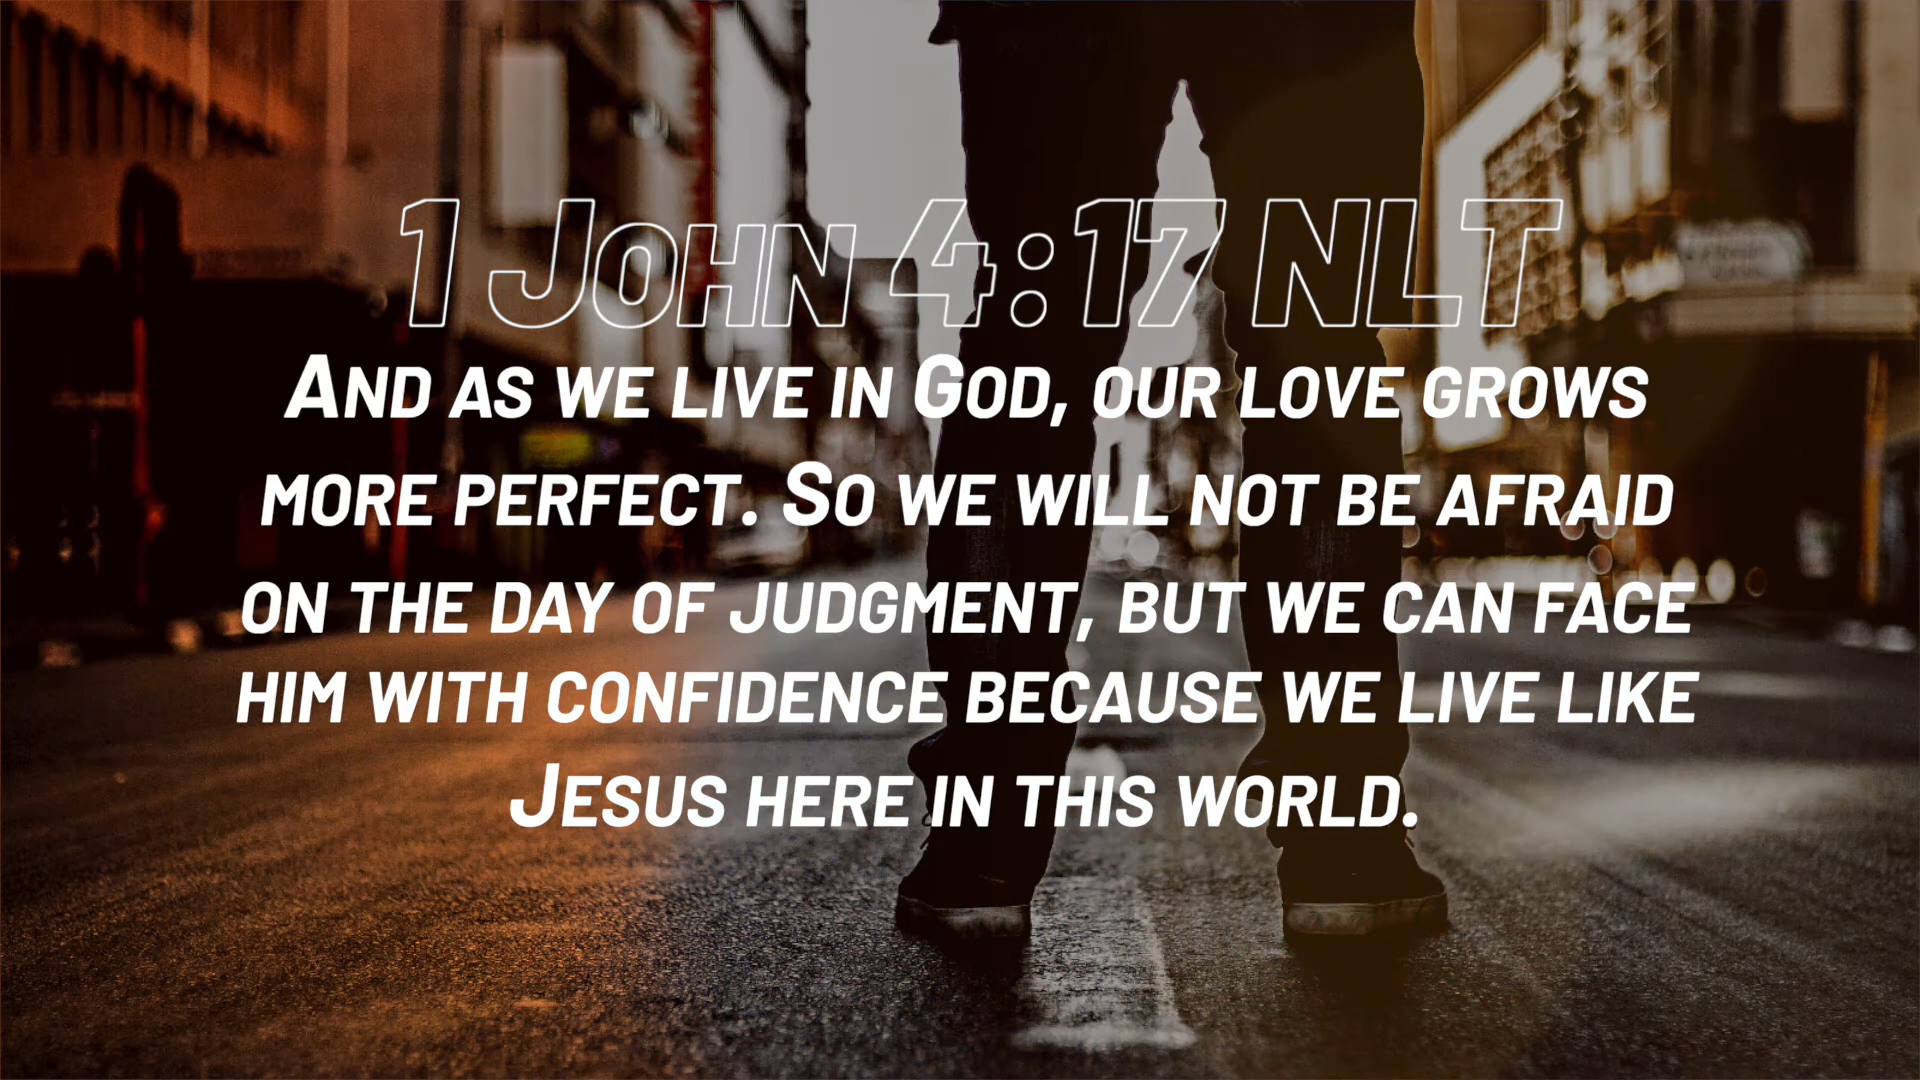 1 John 4:17 NLT
And as we live in God, our love grows
more perfect. So we will not be afraid
on the day of judgment, but we can face
him with confidence because we live like
Jesus here in this world.